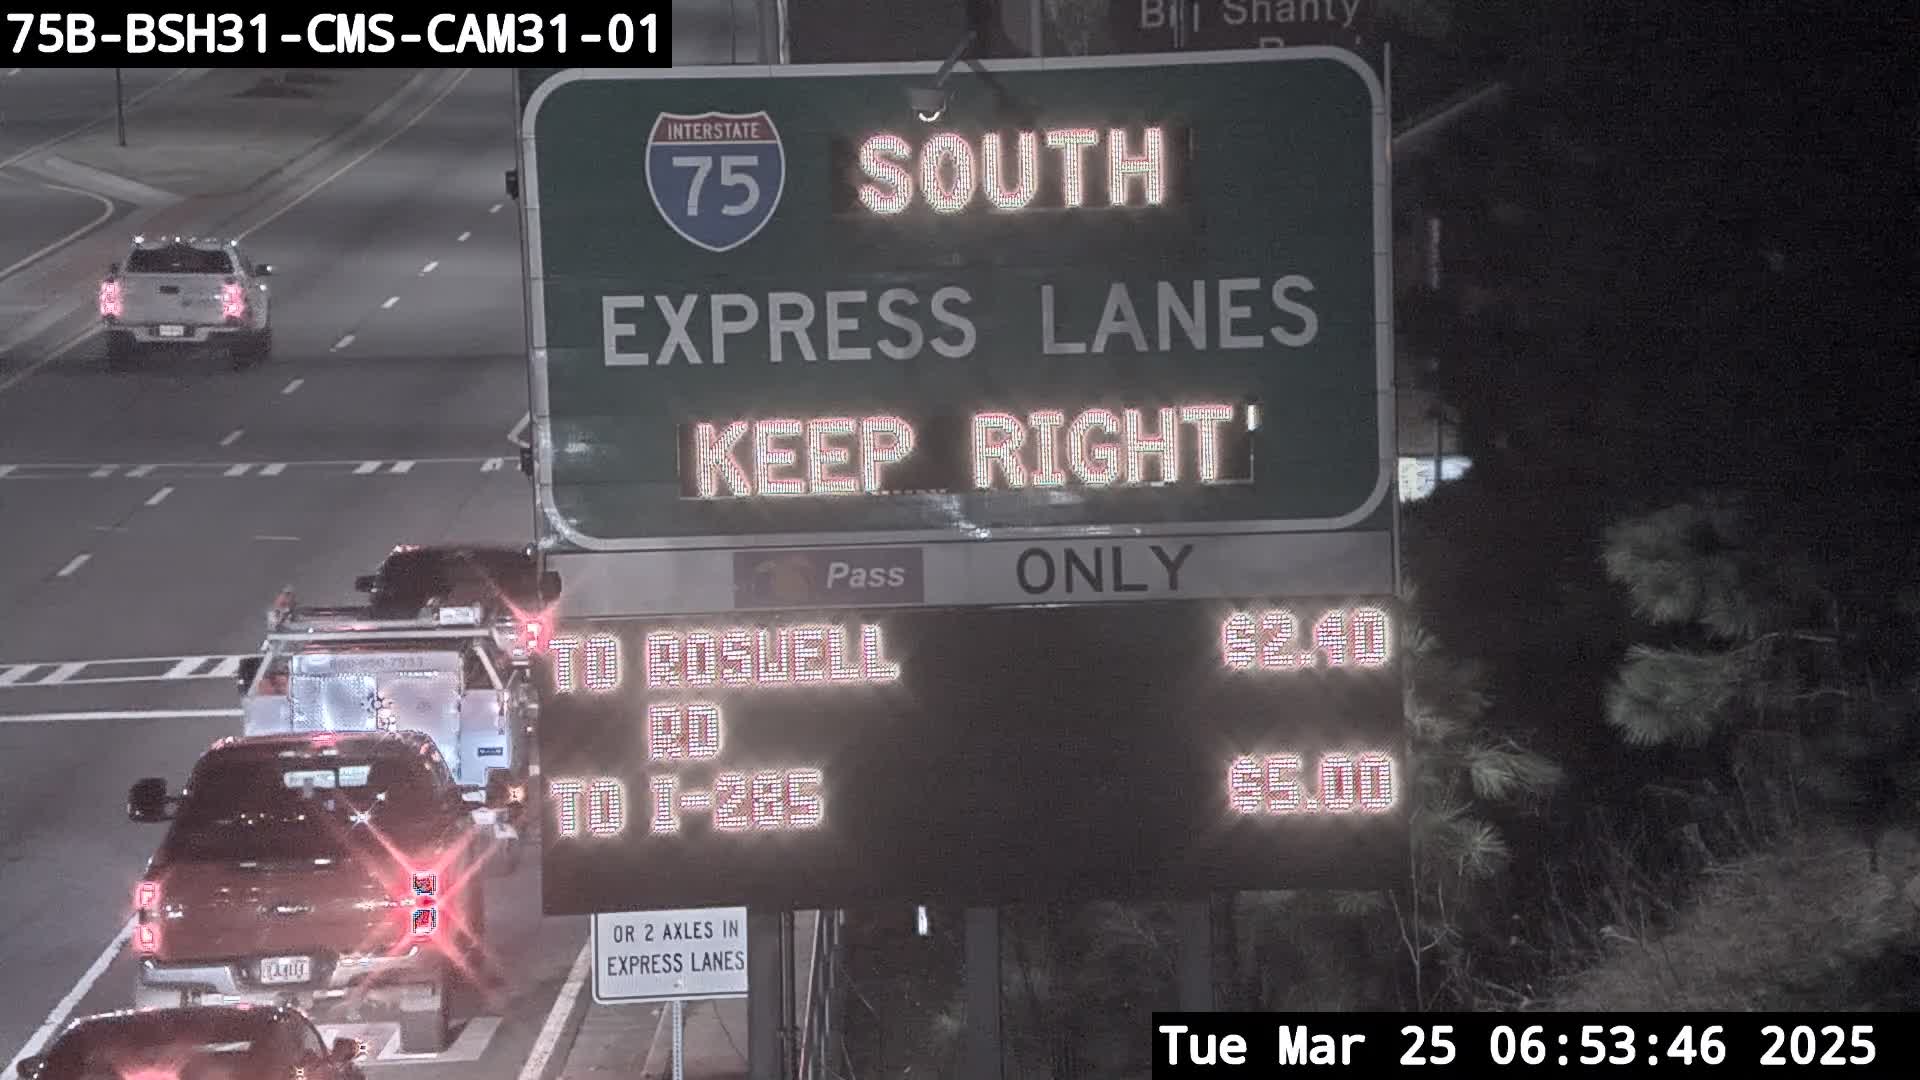 75B-BSH31-CMS-CAM31-01
Shanty
INTERSTATE
75
SOUTH
EXPRESS LANES
KEEP RIGHT
Pass ONLY
TO ROSWELL $2.40
RD
TO I-285 $5.00
OR 2 AXLES IN
EXPRESS LANES
Tue Mar 25 06:53:46 2025